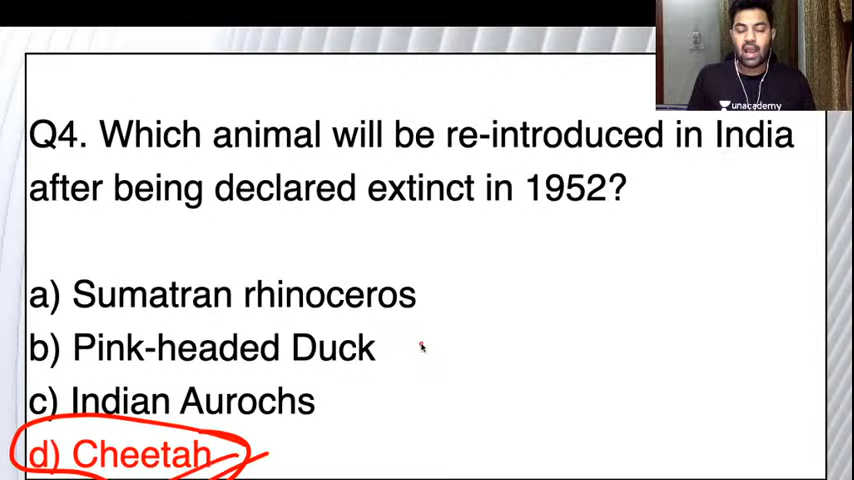 unacademy
Q4. Which animal will be re-introduced in India
after being declared extinct in 1952?
a) Sumatran rhinoceros
b) Pink-headed Duck
c) Indian Aurochs
d) Cheetah